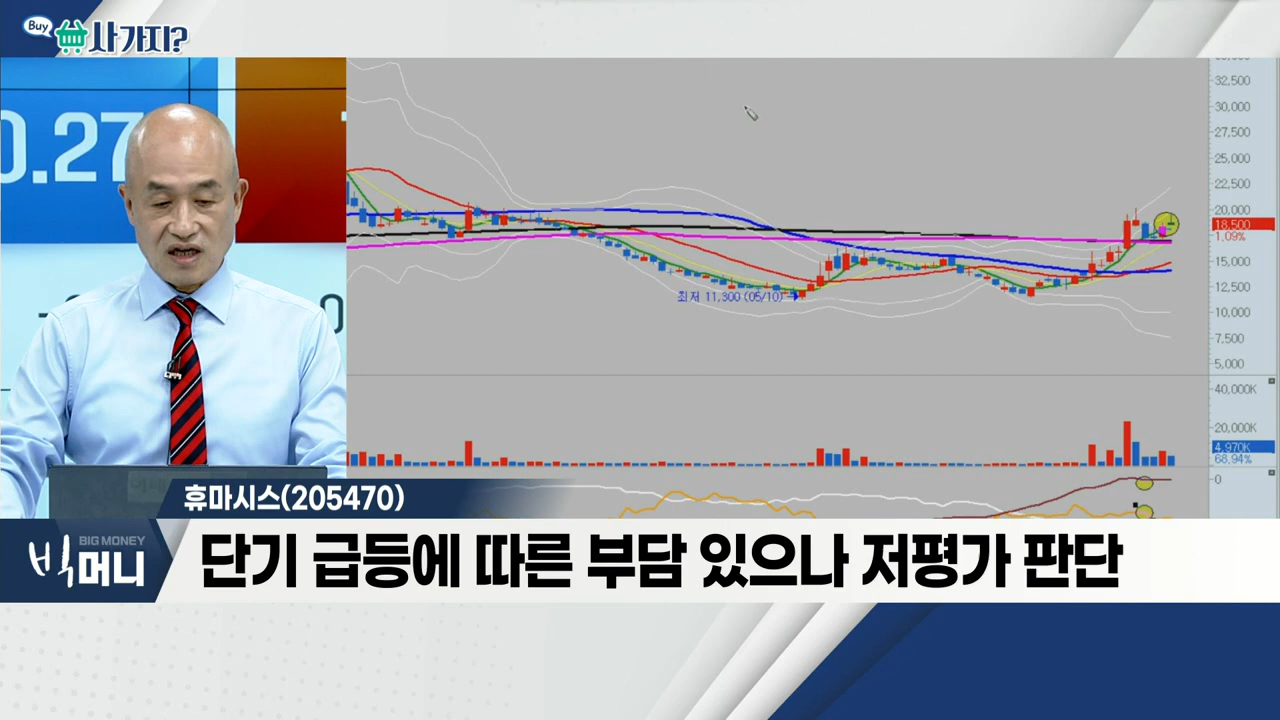 Buy
사가지?
0.27
32,500
30,000
27,500
25,000
22,500
20,000
18,500
1.09%
15,000
12,500
10,000
7,500
5,000
최저 11,300 (05/10)
40,000K
20,000K
4,970K
68.94%
0
휴마시스(205470)
BIG MONEY
빅머니
단기 급등에 따른 부담 있으나 저평가 판단